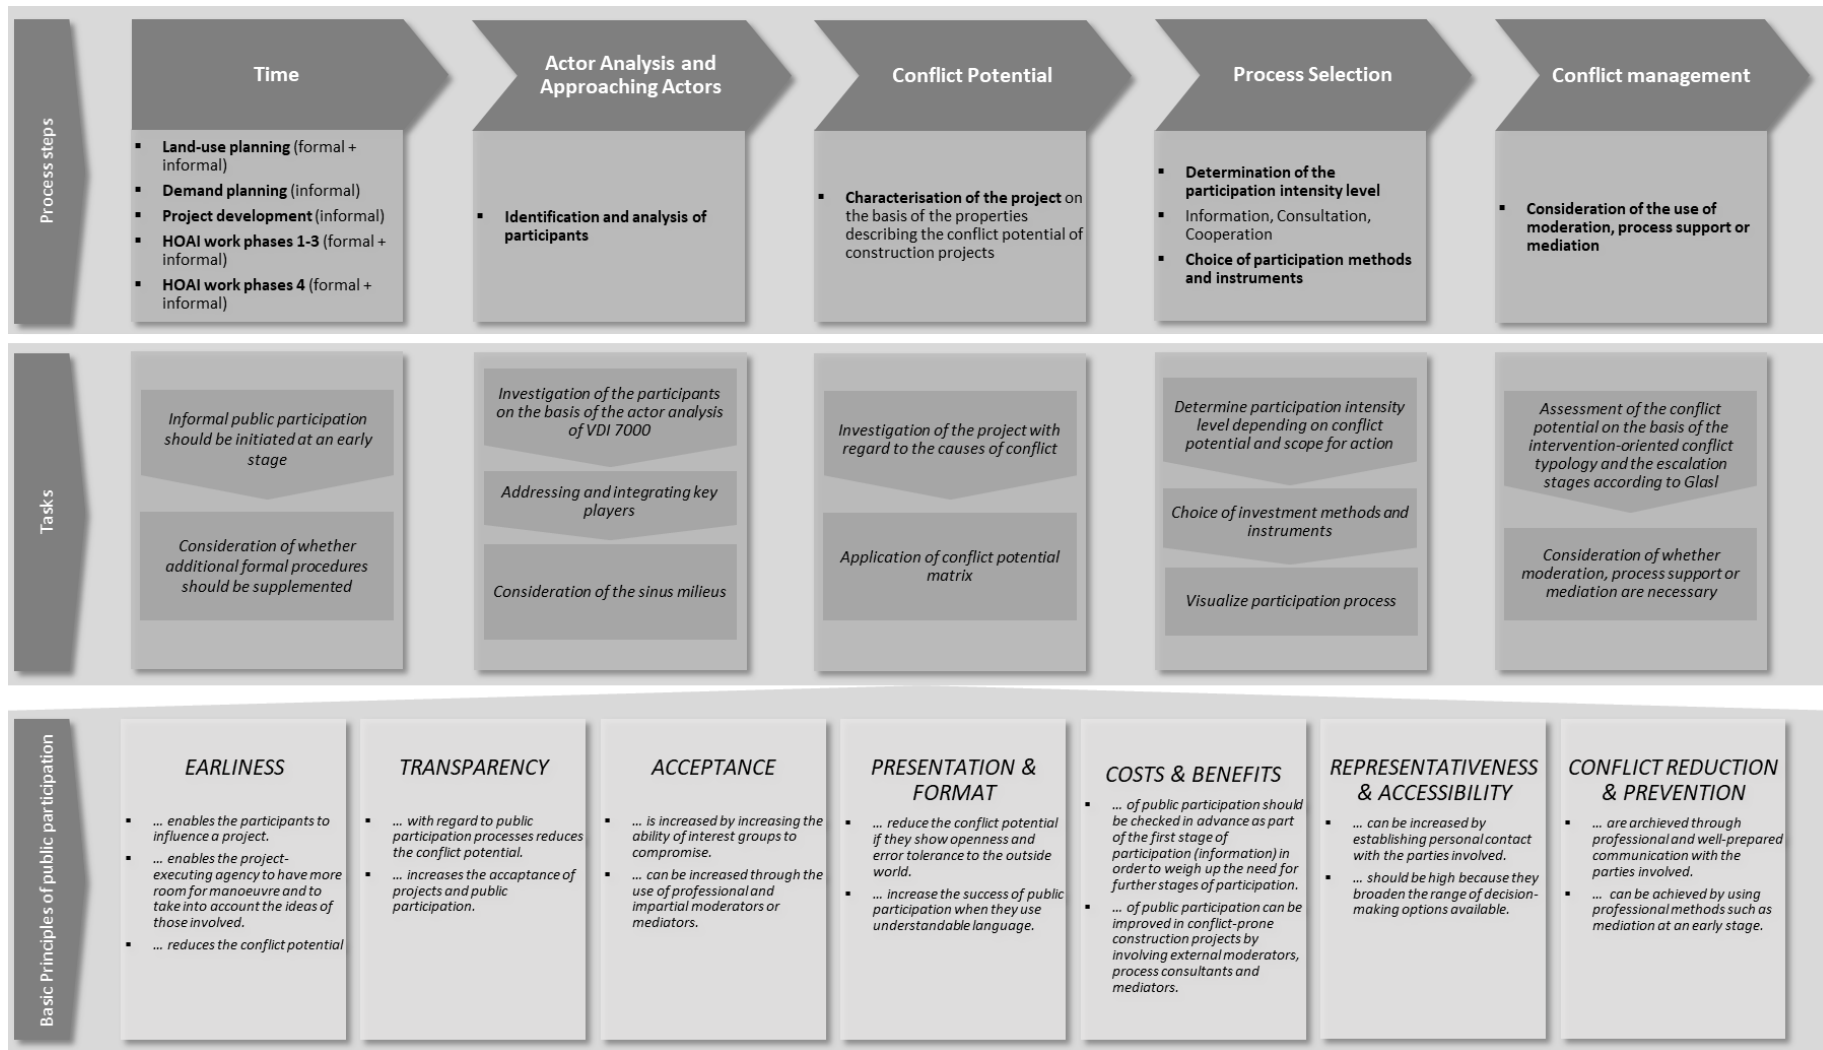 Process steps
Time
Land-use planning (formal +
informal)
Demand planning (informal)
Project development (informal)
HOAI work phases 1-3 (formal +
informal)
HOAI work phases 4 (formal +
informal)
Actor Analysis and
Approaching Actors
Identification and analysis of
participants
Conflict Potential
Characterisation of the project on
the basis of the properties
describing the conflict potential of
construction projects
Process Selection
Determination of the
participation intensity level
Information, Consultation,
Cooperation
Choice of participation methods
and instruments
Conflict management
Consideration of the use of
moderation, process support or
mediation
Tasks
Informal public participation
should be initiated at an early
stage
Consideration of whether
additional formal procedures
should be supplemented
Investigation of the participants
on the basis of the actor analysis
of VDI 7000
Addressing and integrating key
players
Consideration of the sinus milieus
Investigation of the project with
regard to the causes of conflict
Application of conflict potential
matrix
Determine participation intensity
level depending on conflict
potential and scope for action
Choice of investment methods and
instruments
Visualize participation process
Assessment of the conflict
potential on the basis of the
intervention-oriented conflict
typology and the escalation
stages according to Glasl
Consideration of whether
moderation, process support or
mediation are necessary
Basic Principles of public participation
EARLINESS
... enables the participants to
influence a project.
... enables the project-
executing agency to have more
room for manoeuvre and to
take into account the ideas of
those involved.
... reduces the conflict potential
TRANSPARENCY
... with regard to public
participation processes reduces
the conflict potential.
... increases the accaptance of
projects and public
participation.
ACCEPTANCE
... is increased by increasing the
ability of interest groups to
compromise.
... can be increased through the
use of professional and
impartial moderators or
mediators.
PRESENTATION &
FORMAT
... reduce the conflict potential
if they show openness and
error tolerance to the outside
world.
... increase the success of public
participation when they use
understandable language.
COSTS & BENEFITS
... of public participation should
be checked in advance as part
of the first stage of
participation (information) in
order to weigh up the need for
further stages of participation.
... of public participation can be
improved in conflict-prone
construction projects by
involving external moderators,
process consultants and
mediators.
REPRESENTATIVENESS
& ACCESSIBILITY
... can be increased by
establishing personal contact
with the parties involved.
... should be high because they
broaden the range of decision-
making options available.
CONFLICT REDUCTION
& PREVENTION
... are archieved through
professional and well-prepared
communication with the
parties involved.
... can be achieved by using
professional methods such as
mediation at an early stage.